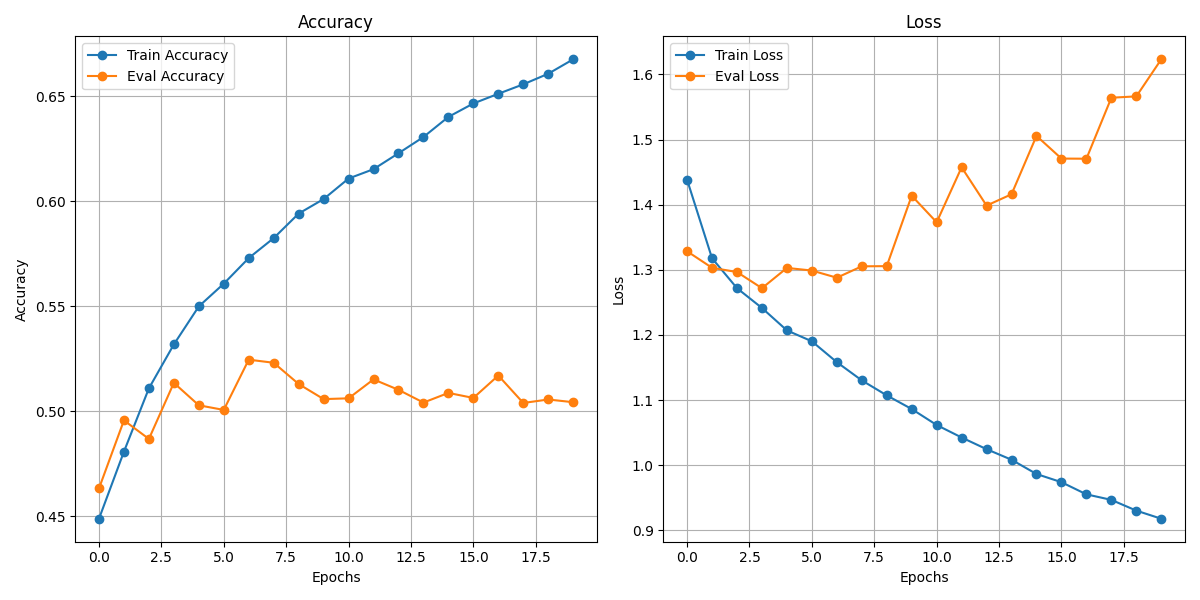 Accuracy
Train Accuracy
Eval Accuracy
0.65
0.60
0.55
0.50
0.45
Accuracy
0.0 2.5 5.0 7.5 10.0 12.5 15.0 17.5
Epochs
Loss
Train Loss
Eval Loss
1.6
1.5
1.4
1.3
1.2
1.1
1.0
0.9
Loss
0.0 2.5 5.0 7.5 10.0 12.5 15.0 17.5
Epochs